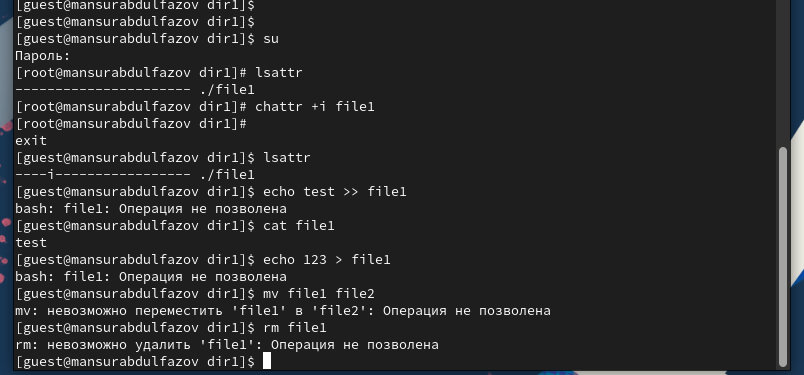 [guest@mansurabdulfazov dir1]$
[guest@mansurabdulfazov dir1]$
[guest@mansurabdulfazov dir1]$ su
Пароль:
[root@mansurabdulfazov dir1]# lsattr
---------------------- ./file1
[root@mansurabdulfazov dir1]# chattr +i file1
[root@mansurabdulfazov dir1]#
exit
[guest@mansurabdulfazov dir1]$ lsattr
----i----------------- ./file1
[guest@mansurabdulfazov dir1]$ echo test >> file1
bash: file1: Операция не позволена
[guest@mansurabdulfazov dir1]$ cat file1
test
[guest@mansurabdulfazov dir1]$ echo 123 > file1
bash: file1: Операция не позволена
[guest@mansurabdulfazov dir1]$ mv file1 file2
mv: невозможно переместить 'file1' в 'file2': Операция не позволена
[guest@mansurabdulfazov dir1]$ rm file1
rm: невозможно удалить 'file1': Операция не позволена
[guest@mansurabdulfazov dir1]$